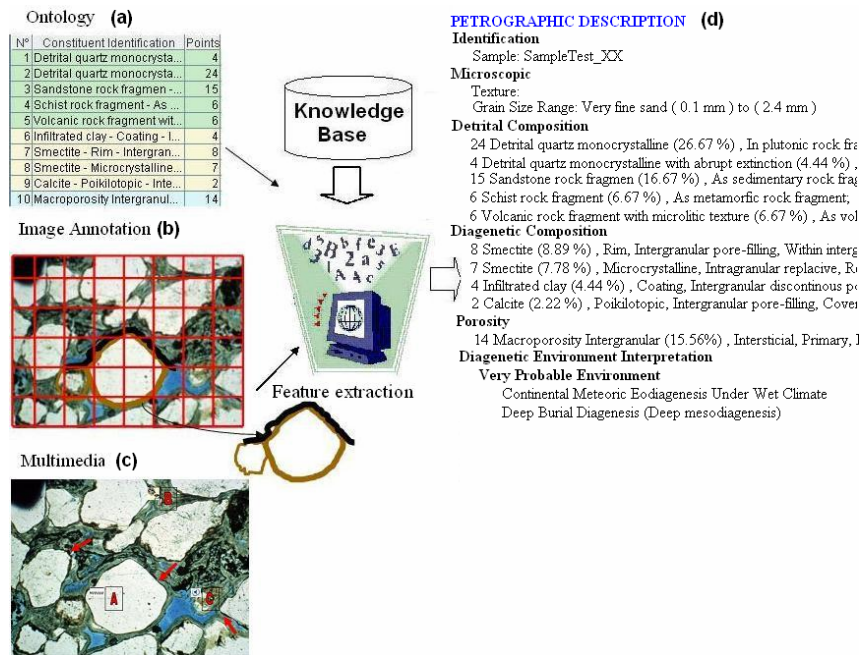 Ontology (a)
Nº Constituent Identification Points
1 Detrital quartz monocrysta... 4
2 Detrital quartz monocrysta... 24
3 Sandstone rock fragmen -... 15
4 Schist rock fragment - As ... 6
5 Volcanic rock fragment wit... 6
6 Infiltrated clay - Coating - I... 4
7 Smectite - Rim - Intergran... 8
8 Smectite - Microcrystalline... 7
9 Calcite - Poikilotopic - Inte... 2
10 Macroporosity Intergranul... 14
Image Annotation (b)
Multimedia (c)
A
Knowledge
Base
Feature extraction
PETROGRAPHIC DESCRIPTION (d)
Identification
Sample: SampleTest_XX
Microscopic
Texture:
Grain Size Range: Very fine sand ( 0.1 mm ) to ( 2.4 mm )
Detrital Composition
24 Detrital quartz monocrystalline (26.67 %) , In plutonic rock fra
4 Detrital quartz monocrystalline with abrupt extinction (4.44 %) ,
15 Sandstone rock fragmen (16.67 %) , As sedimentary rock frag
6 Schist rock fragment (6.67 %) , As metamorfic rock fragment;
6 Volcanic rock fragment with microlitic texture (6.67 %) , As vol
Diagenetic Composition
8 Smectite (8.89 %) , Rim, Intergranular pore-filling, Within interg
7 Smectite (7.78 %) , Microcrystalline, Intragranular replacive, Re
4 Infiltrated clay (4.44 %) , Coating, Intergranular discontinous po
2 Calcite (2.22 %) , Poikilotopic, Intergranular pore-filling, Cover
Porosity
14 Macroporosity Intergranular (15.56%) , Intersticial, Primary, I
Diagenetic Environment Interpretation
Very Probable Environment
Continental Meteoric Eodiagenesis Under Wet Climate
Deep Burial Diagenesis (Deep mesodiagenesis)